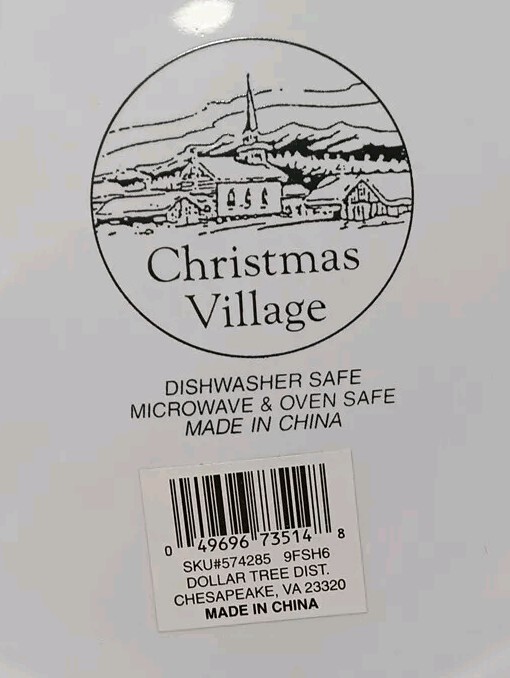 Christmas
Village
DISHWASHER SAFE
MICROWAVE & OVEN SAFE
MADE IN CHINA
0 49696 73514 8
SKU#574285 9FSH6
DOLLAR TREE DIST.
CHESAPEAKE, VA 23320
MADE IN CHINA